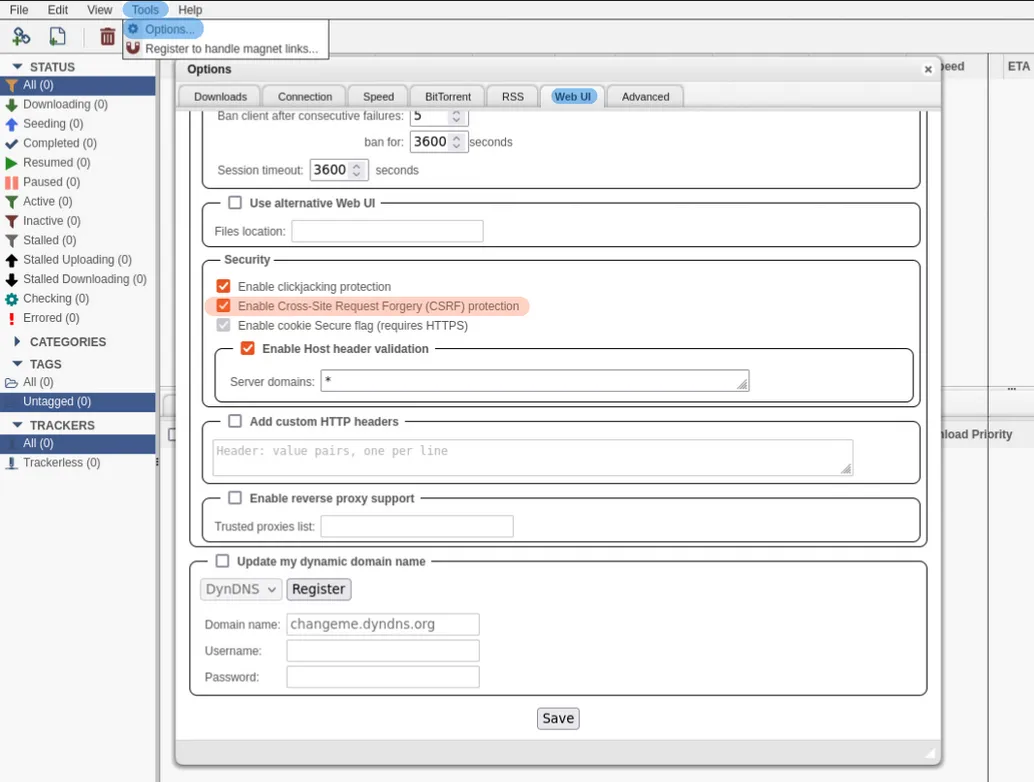 File Edit View Tools Help
Options...
Register to handle magnet links...
STATUS
All (0)
Downloading (0)
Seeding (0)
Completed (0)
Resumed (0)
Paused (0)
Active (0)
Inactive (0)
Stalled (0)
Stalled Uploading (0)
Stalled Downloading (0)
Checking (0)
Errored (0)
CATEGORIES
TAGS
All (0)
Untagged (0)
TRACKERS
All (0)
Trackerless (0)
Options
Downloads Connection Speed BitTorrent RSS Web UI Advanced
Ban client after consecutive failures: 5
ban for: 3600 seconds
Session timeout: 3600 seconds
Use alternative Web UI
Files location:
Security
Enable clickjacking protection
Enable Cross-Site Request Forgery (CSRF) protection
Enable cookie Secure flag (requires HTTPS)
Enable Host header validation
Server domains: *
Add custom HTTP headers
Header: value pairs, one per line
Enable reverse proxy support
Trusted proxies list:
Update my dynamic domain name
DynDNS Register
Domain name: changeme.dyndns.org
Username:
Password:
Save
ETA
Priority